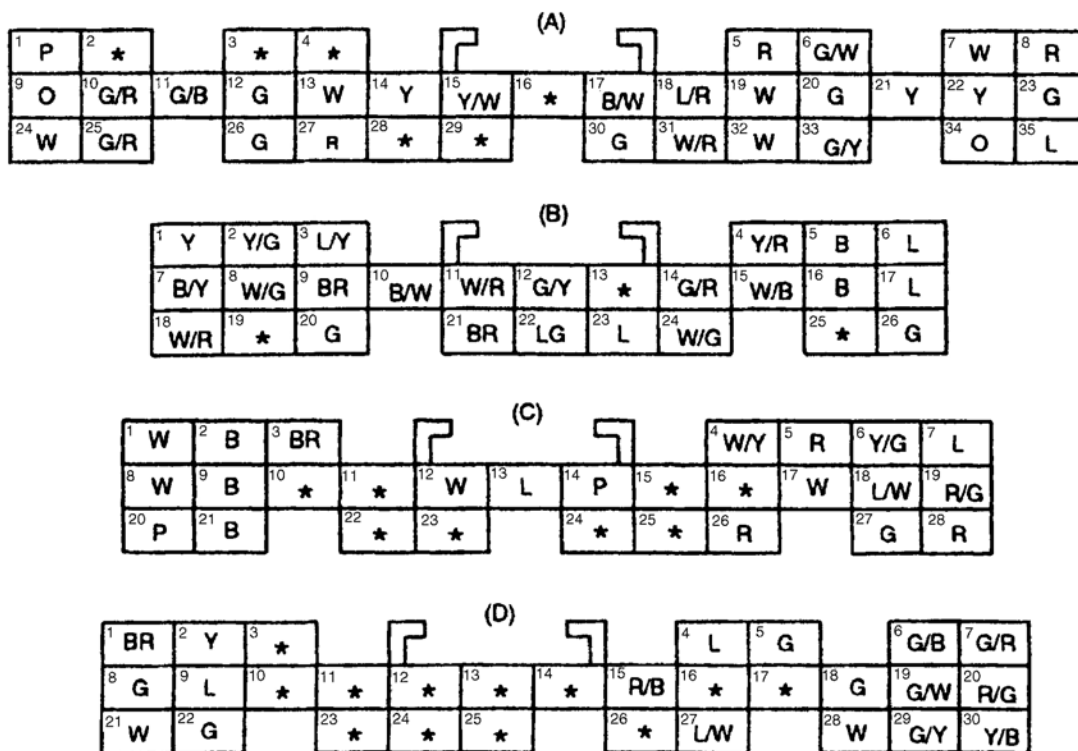 (A)
1 P 2 * 3 * 4 * 5 R 6 G/W 7 W 8 R
9 O 10 G/R 11 G/B 12 G 13 W 14 Y 15 Y/W 16 * 17 B/W 18 L/R 19 W 20 G 21 Y 22 Y 23 G
24 W 25 G/R 26 G 27 R 28 * 29 * 30 G 31 W/R 32 W 33 G/Y 34 O 35 L
(B)
1 Y 2 Y/G 3 L/Y 4 Y/R 5 B 6 L
7 B/Y 8 W/G 9 BR 10 B/W 11 W/R 12 G/Y 13 * 14 G/R 15 W/B 16 B 17 L
18 W/R 19 * 20 G 21 BR 22 LG 23 L 24 W/G 25 * 26 G
(C)
1 W 2 B 3 BR 4 W/Y 5 R 6 Y/G 7 L
8 W 9 B 10 * 11 * 12 W 13 L 14 P 15 * 16 * 17 W 18 L/W 19 R/G
20 P 21 B 22 * 23 * 24 * 25 * 26 R 27 G 28 R
(D)
1 BR 2 Y 3 * 4 L 5 G 6 G/B 7 G/R
8 G 9 L 10 * 11 * 12 * 13 * 14 * 15 R/B 16 * 17 * 18 G 19 G/W 20 R/G
21 W 22 G 23 * 24 * 25 * 26 * 27 L/W 28 W 29 G/Y 30 Y/B